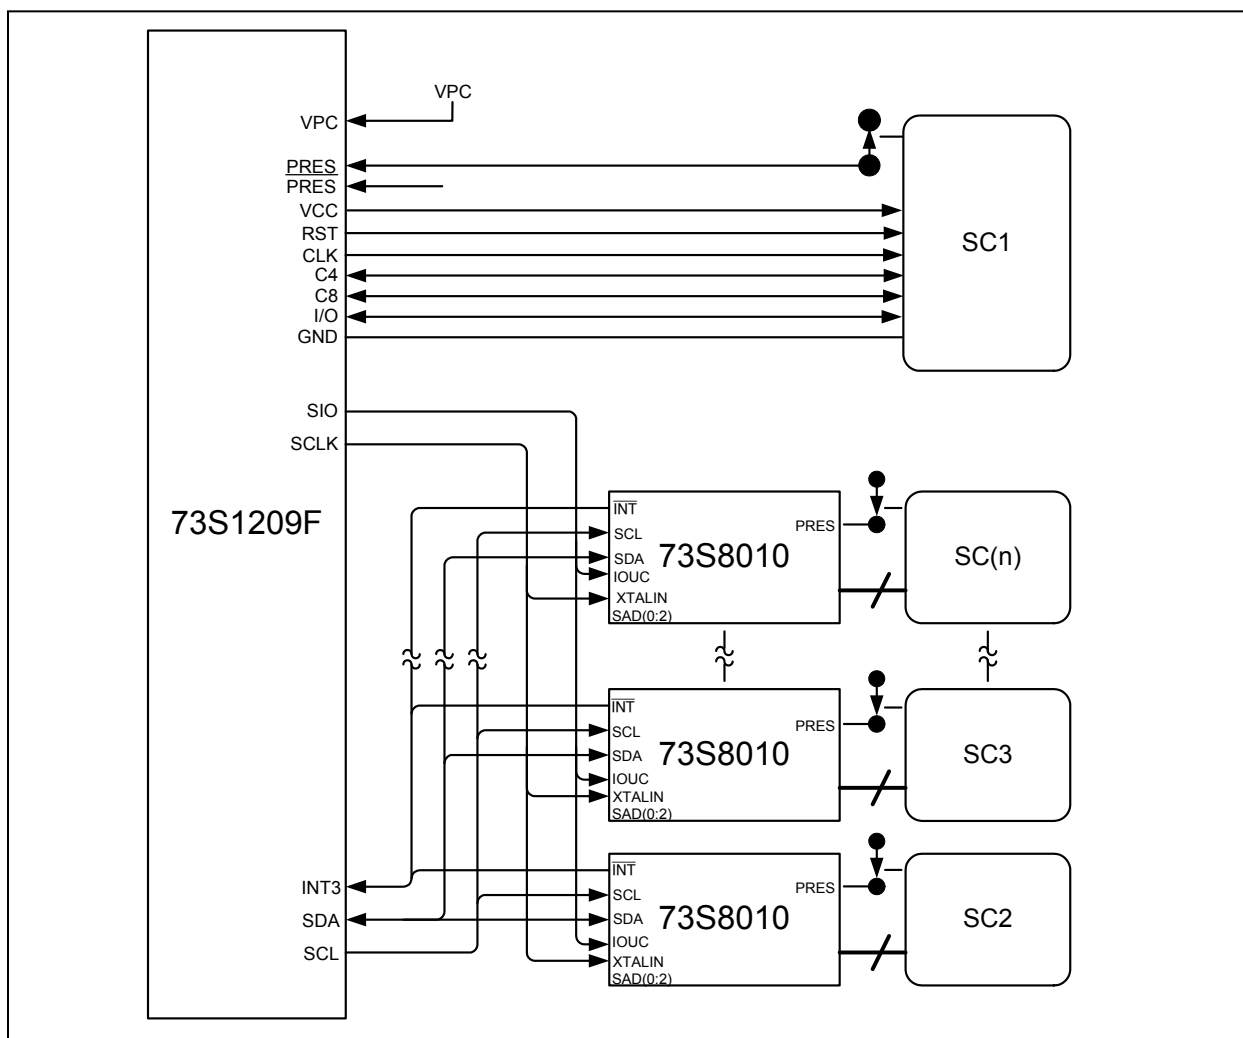 VPC
VPC
PRES
PRES
VCC
RST
CLK
C4
C8
I/O
GND
SC1
SIO
SCLK
73S1209F
INT
SCL
SDA
IOUC
XTALIN
SAD(0:2)
73S8010
PRES
SC(n)
INT
SCL
SDA
IOUC
XTALIN
SAD(0:2)
73S8010
PRES
SC3
INT
SCL
SDA
IOUC
XTALIN
SAD(0:2)
73S8010
PRES
SC2
INT3
SDA
SCL